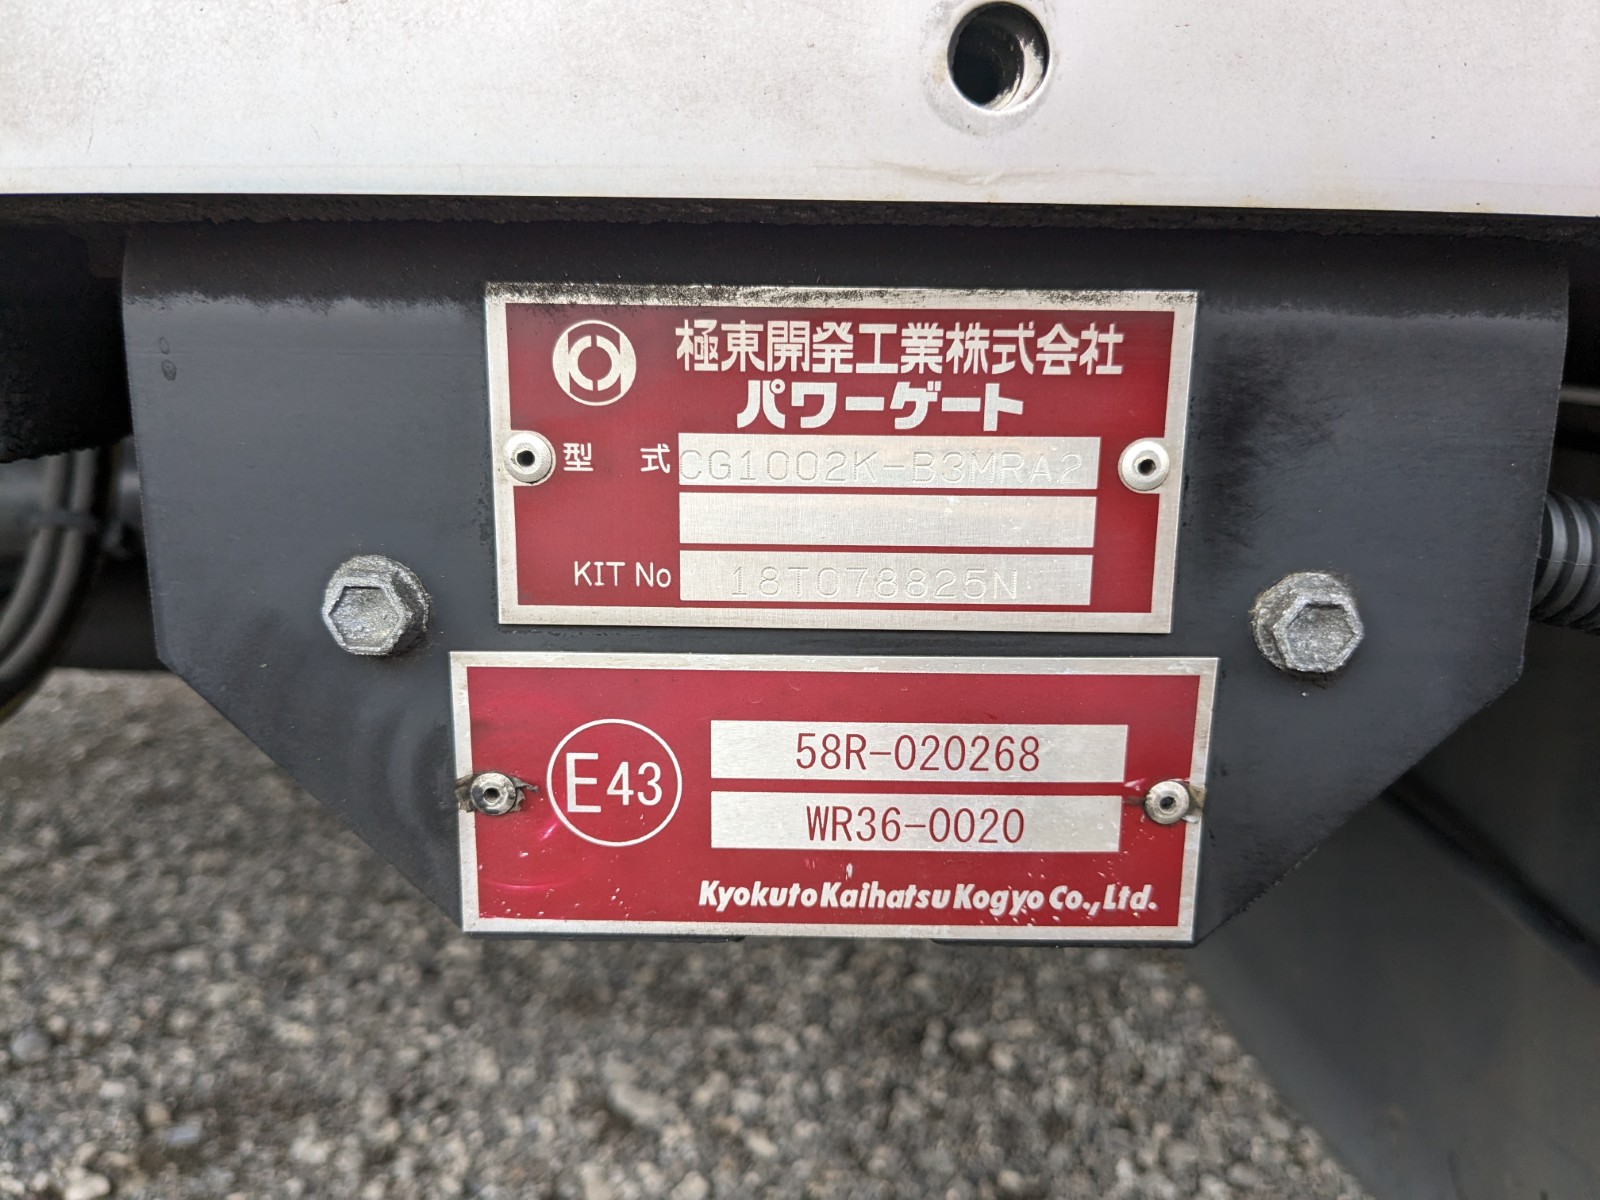 極東開発工業株式会社
パワーゲート
型 式 CG1002K-B3MRA2
KIT No 18T078825N
E43
58R-020268
WR36-0020
Kyokuto Kaihatsu Kogyo Co., Ltd.